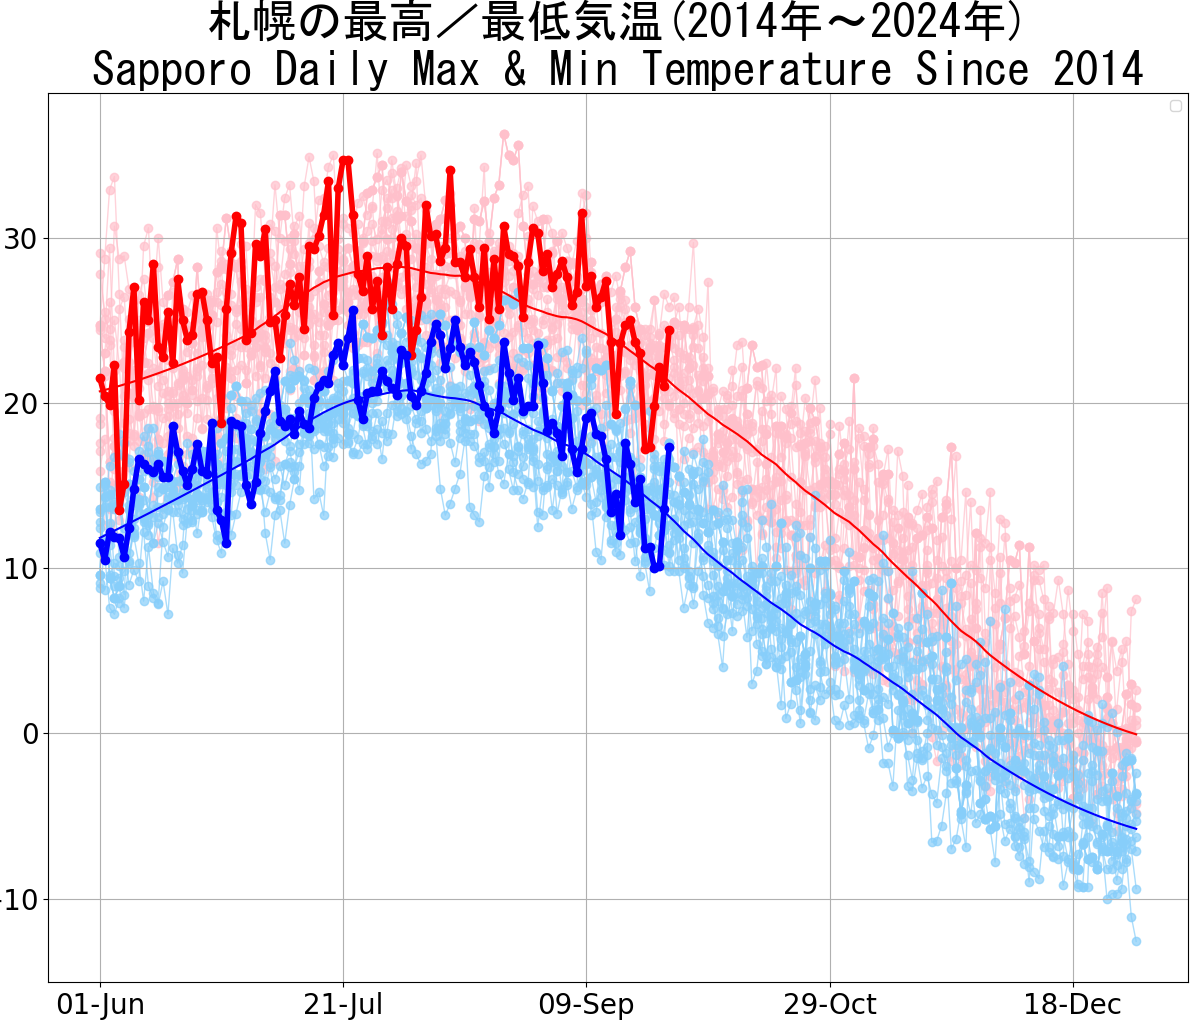 札幌の最高／最低気温(2014年～2024年)
Sapporo Daily Max & Min Temperature Since 2014
30
20
10
0
-10
01-Jun 21-Jul 09-Sep 29-Oct 18-Dec